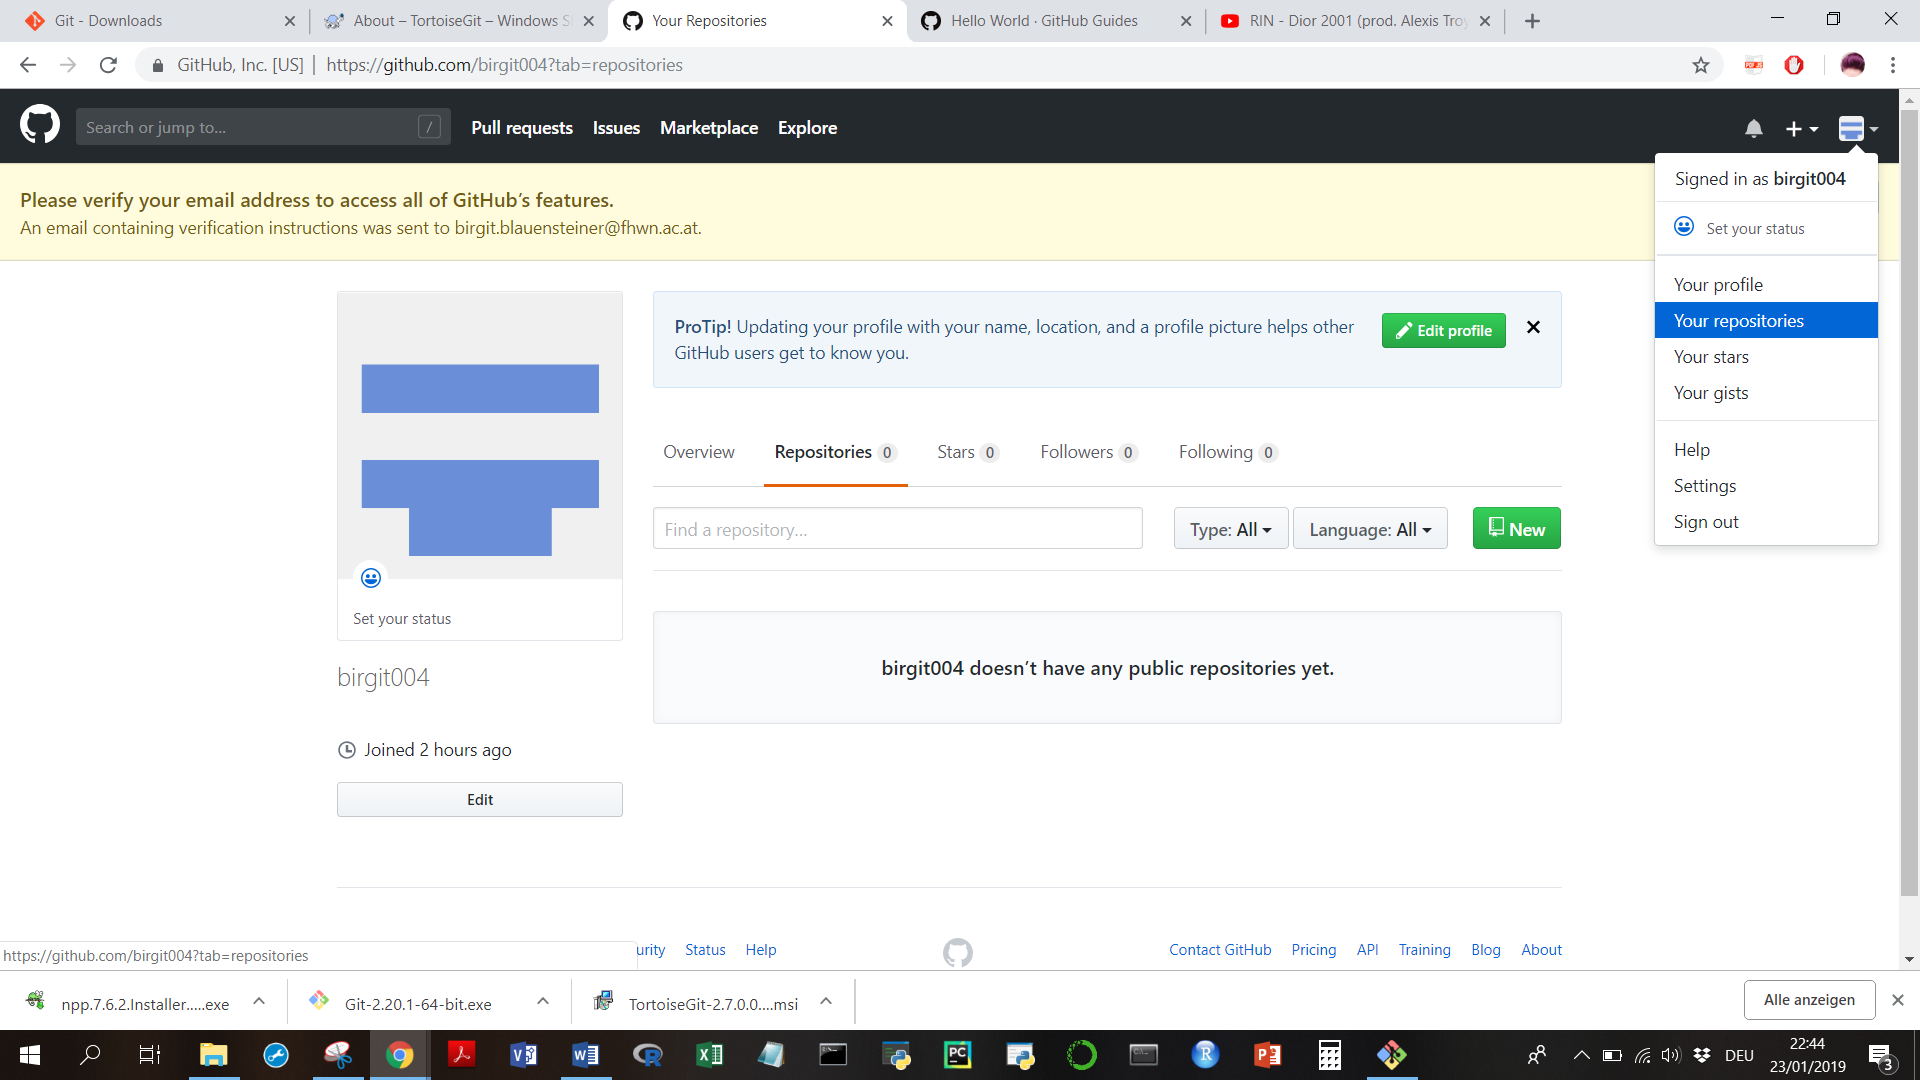 Git - Downloads
About – TortoiseGit – Windows S
Your Repositories
Hello World · GitHub Guides
RIN - Dior 2001 (prod. Alexis Troy
GitHub, Inc. [US] | https://github.com/birgit004?tab=repositories
Search or jump to... /
Pull requests Issues Marketplace Explore
Signed in as birgit004
Set your status
Your profile
Your repositories
Your stars
Your gists
Help
Settings
Sign out
Please verify your email address to access all of GitHub’s features.
An email containing verification instructions was sent to birgit.blauensteiner@fhwn.ac.at.
ProTip! Updating your profile with your name, location, and a profile picture helps other
GitHub users get to know you.
Edit profile
Overview Repositories 0 Stars 0 Followers 0 Following 0
Find a repository... Type: All Language: All New
Set your status
birgit004 doesn’t have any public repositories yet.
birgit004
Joined 2 hours ago
Edit
urity Status Help
Contact GitHub Pricing API Training Blog About
https://github.com/birgit004?tab=repositories
npp.7.6.2.Installer.....exe
Git-2.20.1-64-bit.exe
TortoiseGit-2.7.0.0....msi
Alle anzeigen
DEU
22:44
23/01/2019
3